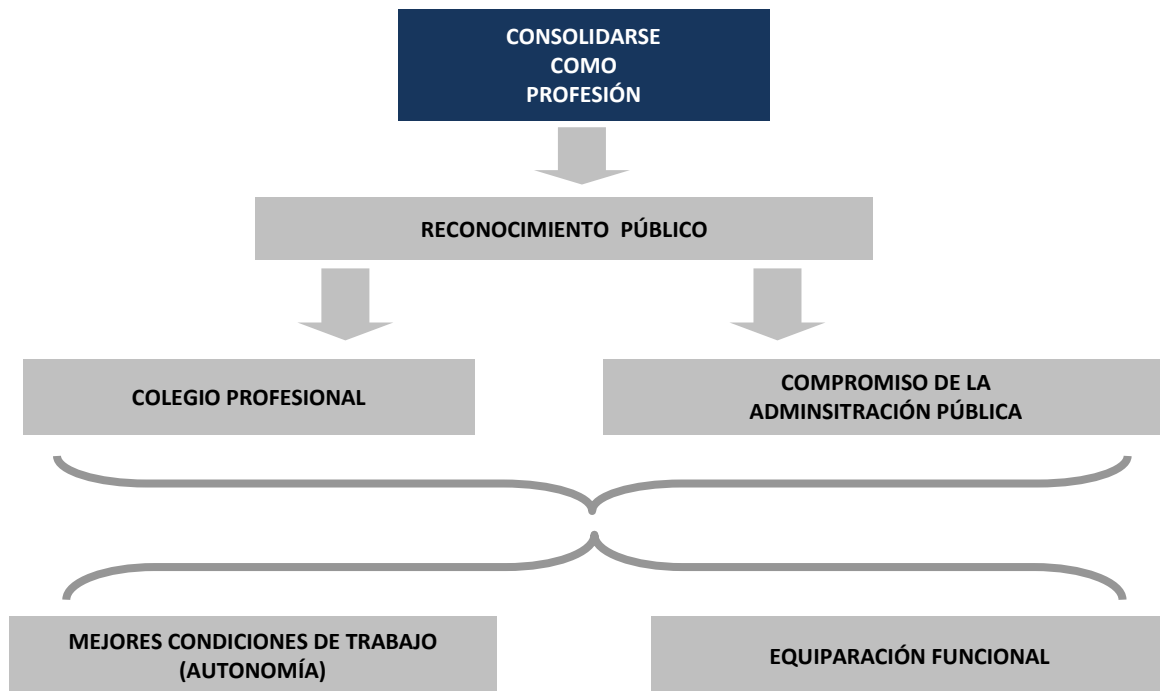 CONSOLIDARSE
COMO
PROFESIÓN
RECONOCIMIENTO PÚBLICO
COLEGIO PROFESIONAL
COMPROMISO DE LA
ADMINSITRACIÓN PÚBLICA
MEJORES CONDICIONES DE TRABAJO
(AUTONOMÍA)
EQUIPARACIÓN FUNCIONAL